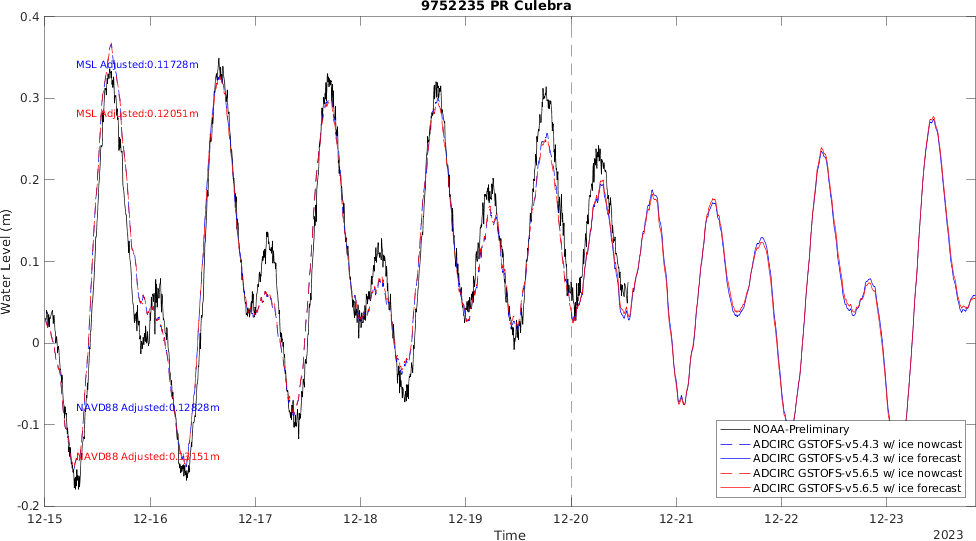 9752235 PR Culebra
0.4
0.3
0.2
0.1
0
-0.1
-0.2
Water Level (m)
MSL Adjusted:0.11728m
MSL Adjusted:0.12051m
NAVD88 Adjusted:0.12828m
NAVD88 Adjusted:0.13151m
NOAA-Preliminary
ADCIRC GSTOFS-v5.4.3 w/ ice nowcast
ADCIRC GSTOFS-v5.4.3 w/ ice forecast
ADCIRC GSTOFS-v5.6.5 w/ ice nowcast
ADCIRC GSTOFS-v5.6.5 w/ ice forecast
12-15 12-16 12-17 12-18 12-19 12-20 12-21 12-22 12-23
Time
2023